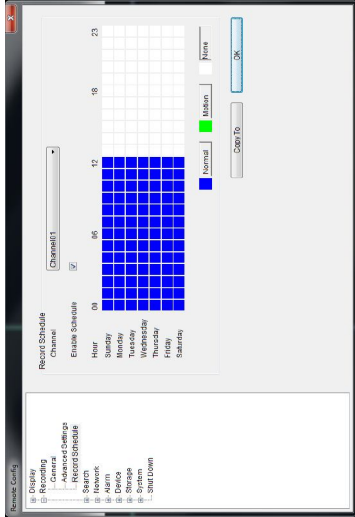 Remote Config
X
Display
Recording
General
Advanced Settings
Record Schedule
Search
Network
Alarm
Device
Storage
System
Shut Down
Record Schedule
Channel
Channel01
Enable Schedule
Hour 00 06 12 18 23
Sunday
Monday
Tuesday
Wednesday
Thursday
Friday
Saturday
Normal Motion None
Copy To OK